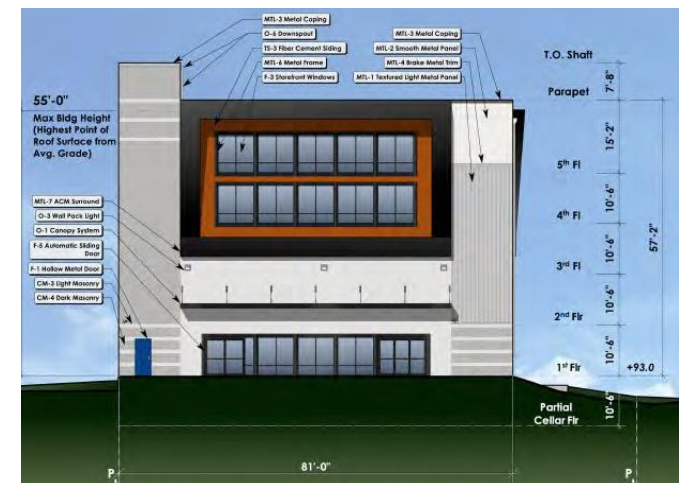 MTL-3 Metal Coping
O-6 Downspout
TS-3 Fiber Cement Siding
MTL-6 Metal Frame
F-3 Storefront Windows
MTL-3 Metal Coping
MTL-2 Smooth Metal Panel
MTL-4 Brake Metal Trim
MTL-1 Textured Light Metal Panel
T.O. Shaft
7'-8"
Parapet
55'-0"
Max Bldg Height
(Highest Point of
Roof Surface from
Avg. Grade)
15'-2"
5th Fl
10'-6"
4th Fl
10'-6"
3rd Fl
57'-2"
10'-6"
2nd Flr
10'-6"
1st Flr
+93.0
10'-6"
Partial
Cellar Flr
MTL-7 ACM Surround
O-3 Wall Pack Light
O-1 Canopy System
F-5 Automatic Sliding
Door
F-1 Hollow Metal Door
CM-3 Light Masonry
CM-4 Dark Masonry
81'-0"
P
P